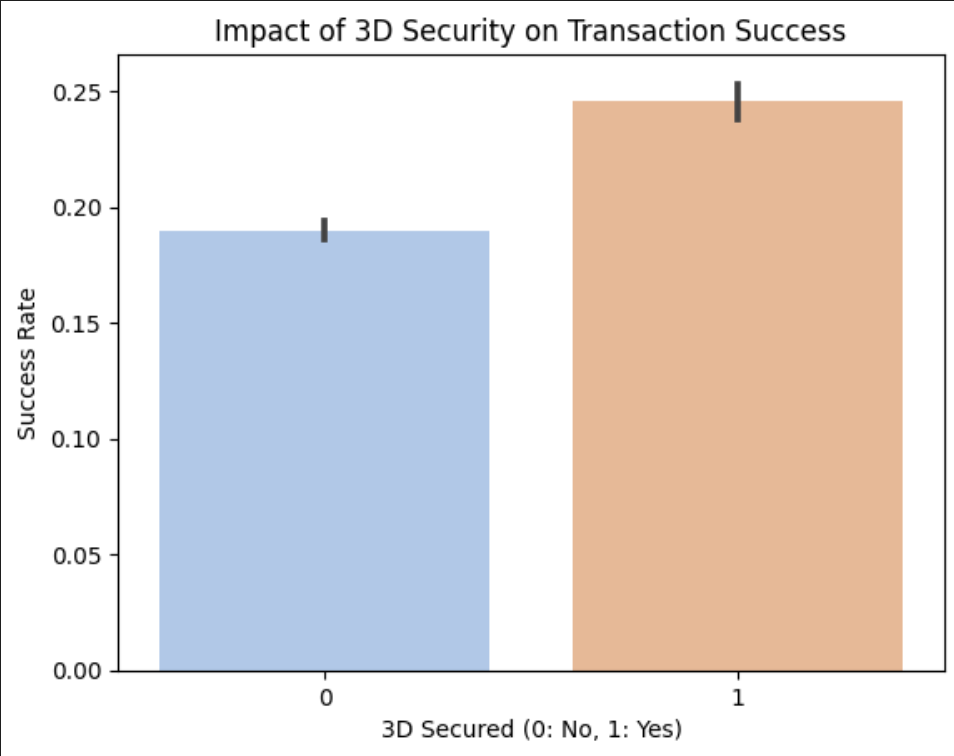 Impact of 3D Security on Transaction Success
0.25
0.20
0.15
0.10
0.05
0.00
Success Rate
0 1
3D Secured (0: No, 1: Yes)